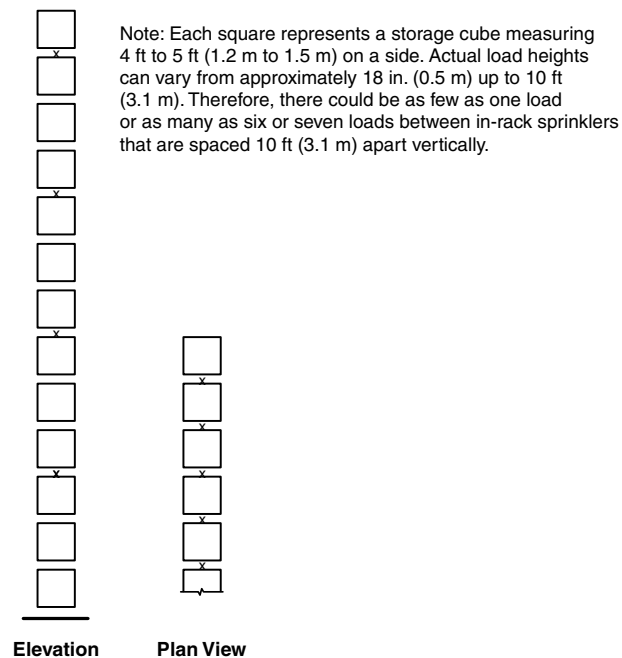 Note: Each square represents a storage cube measuring
4 ft to 5 ft (1.2 m to 1.5 m) on a side. Actual load heights
can vary from approximately 18 in. (0.5 m) up to 10 ft
(3.1 m). Therefore, there could be as few as one load
or as many as six or seven loads between in-rack sprinklers
that are spaced 10 ft (3.1 m) apart vertically.
x
x
x
x
x
x
x
x
x
Elevation Plan View